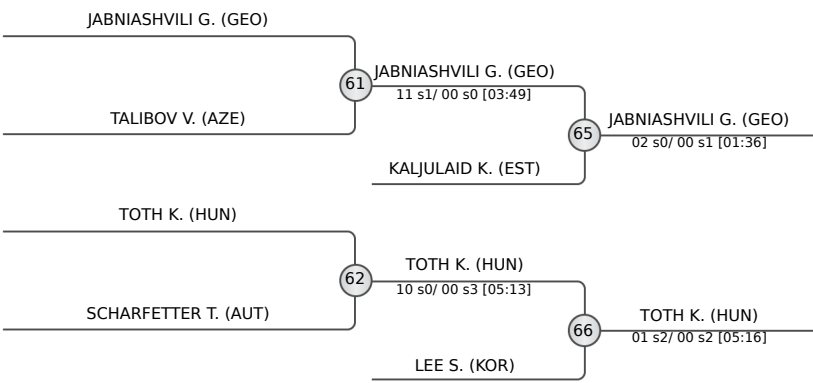 JABNIASHVILI G. (GEO)
61
JABNIASHVILI G. (GEO)
11 s1/ 00 s0 [03:49]
TALIBOV V. (AZE)
65
JABNIASHVILI G. (GEO)
02 s0/ 00 s1 [01:36]
KALJULAID K. (EST)
TOTH K. (HUN)
62
TOTH K. (HUN)
10 s0/ 00 s3 [05:13]
SCHARFETTER T. (AUT)
66
TOTH K. (HUN)
01 s2/ 00 s2 [05:16]
LEE S. (KOR)